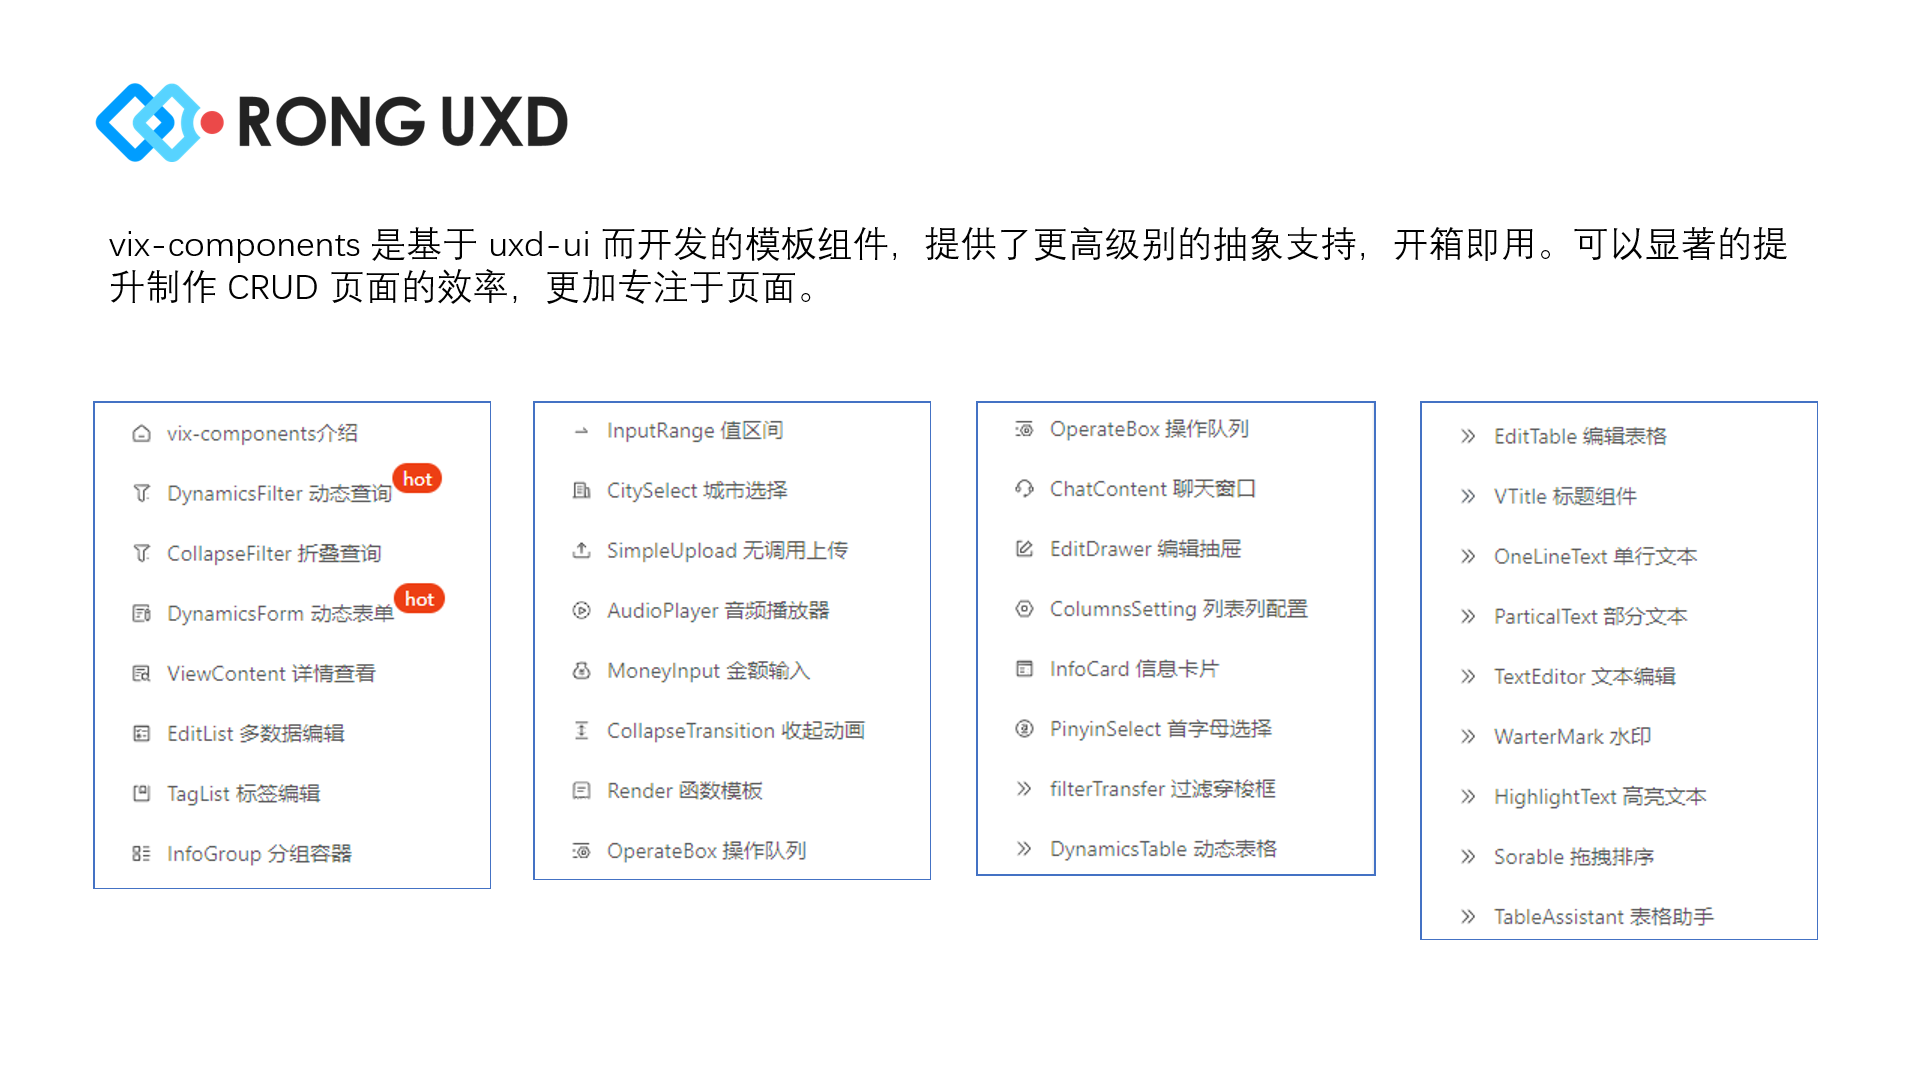 RONG UXD
vix-components 是基于 uxd-ui 而开发的模板组件，提供了更高级别的抽象支持，开箱即用。可以显著的提
升制作 CRUD 页面的效率，更加专注于页面。
vix-components介绍
DynamicsFilter 动态查询 hot
CollapseFilter 折叠查询
DynamicsForm 动态表单 hot
ViewContent 详情查看
EditList 多数据编辑
TagList 标签编辑
InfoGroup 分组容器
InputRange 值区间
CitySelect 城市选择
SimpleUpload 无调用上传
AudioPlayer 音频播放器
MoneyInput 金额输入
CollapseTransition 收起动画
Render 函数模板
OperateBox 操作队列
OperateBox 操作队列
ChatContent 聊天窗口
EditDrawer 编辑抽屉
ColumnsSetting 列表列配置
InfoCard 信息卡片
PinyinSelect 首字母选择
filterTransfer 过滤穿梭框
DynamicsTable 动态表格
EditTable 编辑表格
VTitle 标题组件
OneLineText 单行文本
ParticalText 部分文本
TextEditor 文本编辑
WarterMark 水印
HighlightText 高亮文本
Sorable 拖拽排序
TableAssistant 表格助手